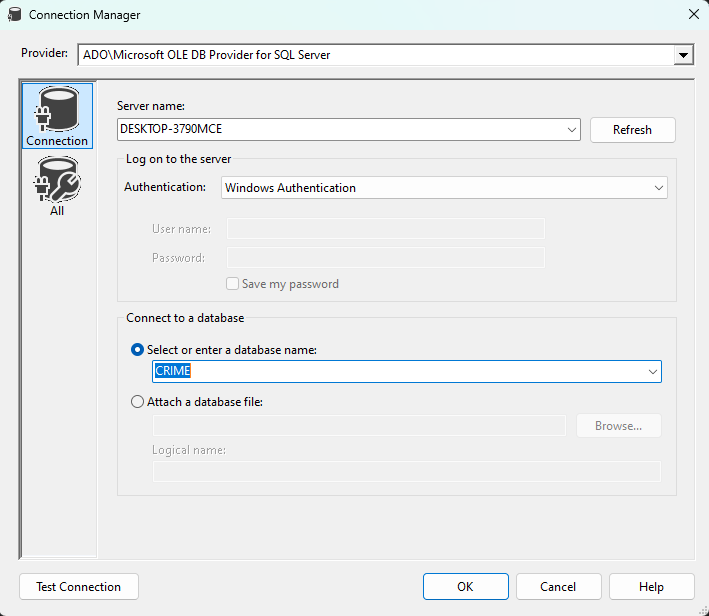 Connection Manager
Provider: ADO\Microsoft OLE DB Provider for SQL Server
Connection
All
Server name:
DESKTOP-3790MCE
Refresh
Log on to the server
Authentication: Windows Authentication
User name:
Password:
Save my password
Connect to a database
Select or enter a database name:
CRIME
Attach a database file:
Browse...
Logical name:
Test Connection
OK
Cancel
Help